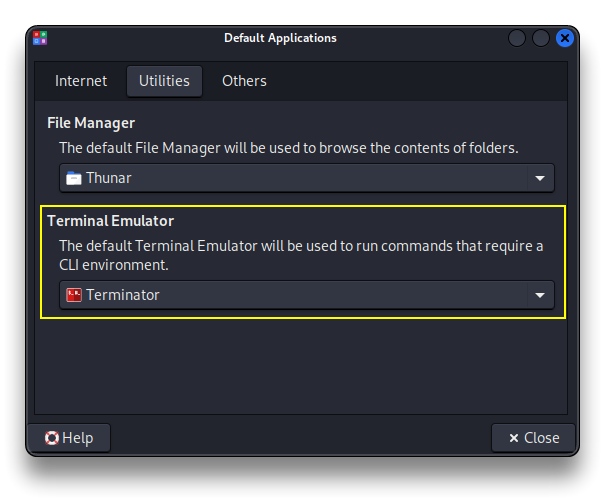 Default Applications
Internet Utilities Others
File Manager
The default File Manager will be used to browse the contents of folders.
Thunar
Terminal Emulator
The default Terminal Emulator will be used to run commands that require a
CLI environment.
Terminator
Help Close